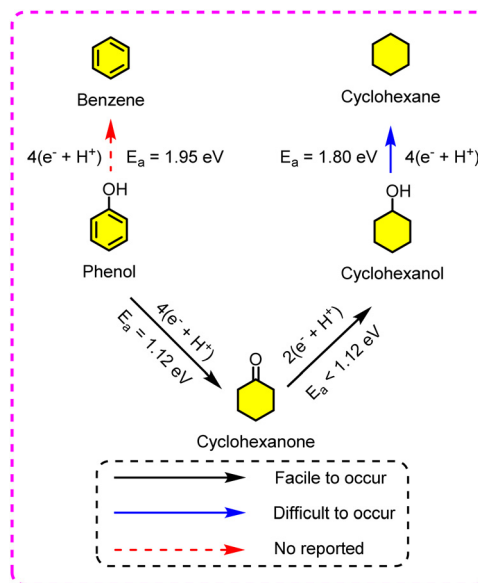 Benzene
Cyclohexane
4(e⁻ + H⁺) Eₐ = 1.95 eV
Eₐ = 1.80 eV 4(e⁻ + H⁺)
OH
OH
Phenol
Cyclohexanol
4(e⁻ + H⁺)
Eₐ = 1.12 eV
2(e⁻ + H⁺)
Eₐ < 1.12 eV
O
Cyclohexanone
Facile to occur
Difficult to occur
No reported